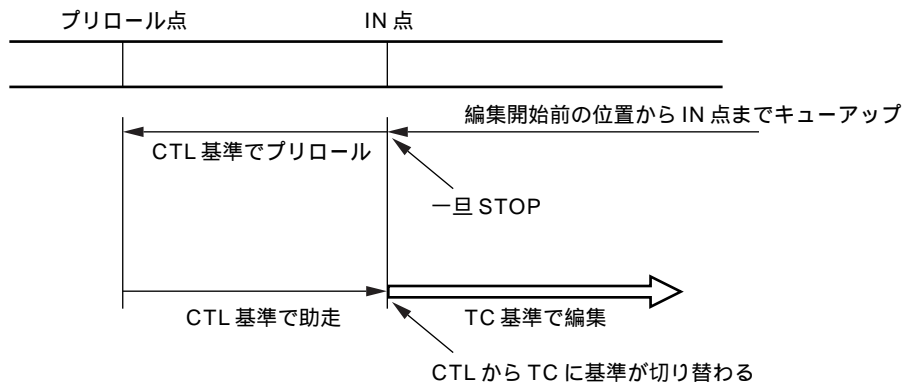 プリロール点
IN 点
編集開始前の位置から IN 点までキューアップ
CTL 基準でプリロール
一旦 STOP
CTL 基準で助走
TC 基準で編集
CTL から TC に基準が切り替わる